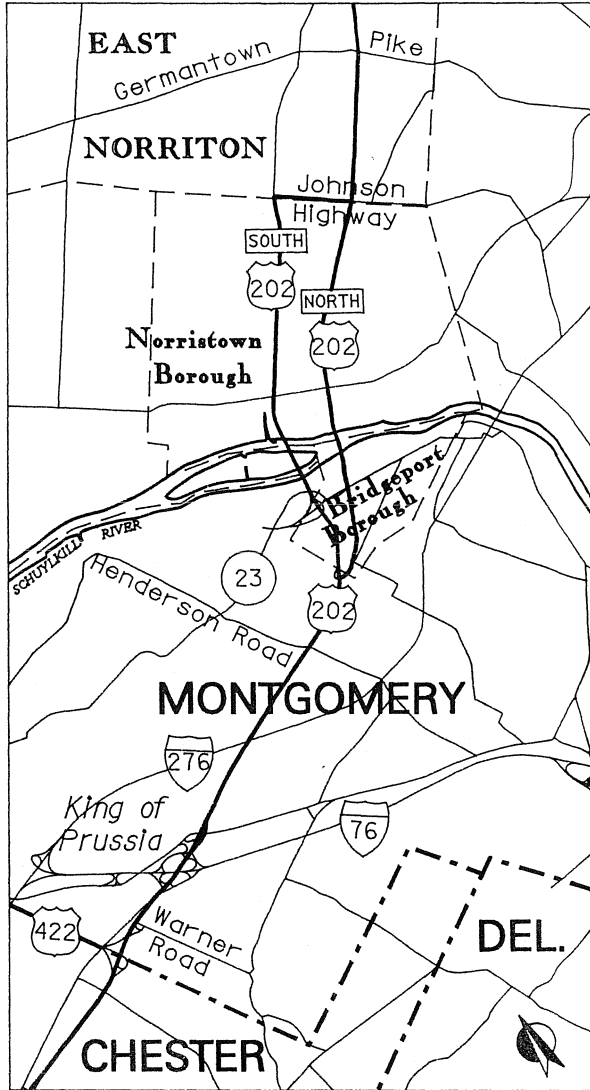 EAST
Germantown Pike
NORRITON
Johnson
Highway
SOUTH
202
NORTH
202
Norristown
Borough
Bridgeport
Borough
SCHUYLKILL RIVER
23
Henderson Road
202
MONTGOMERY
276
King of
Prussia
76
422
Warner
Road
DEL.
CHESTER